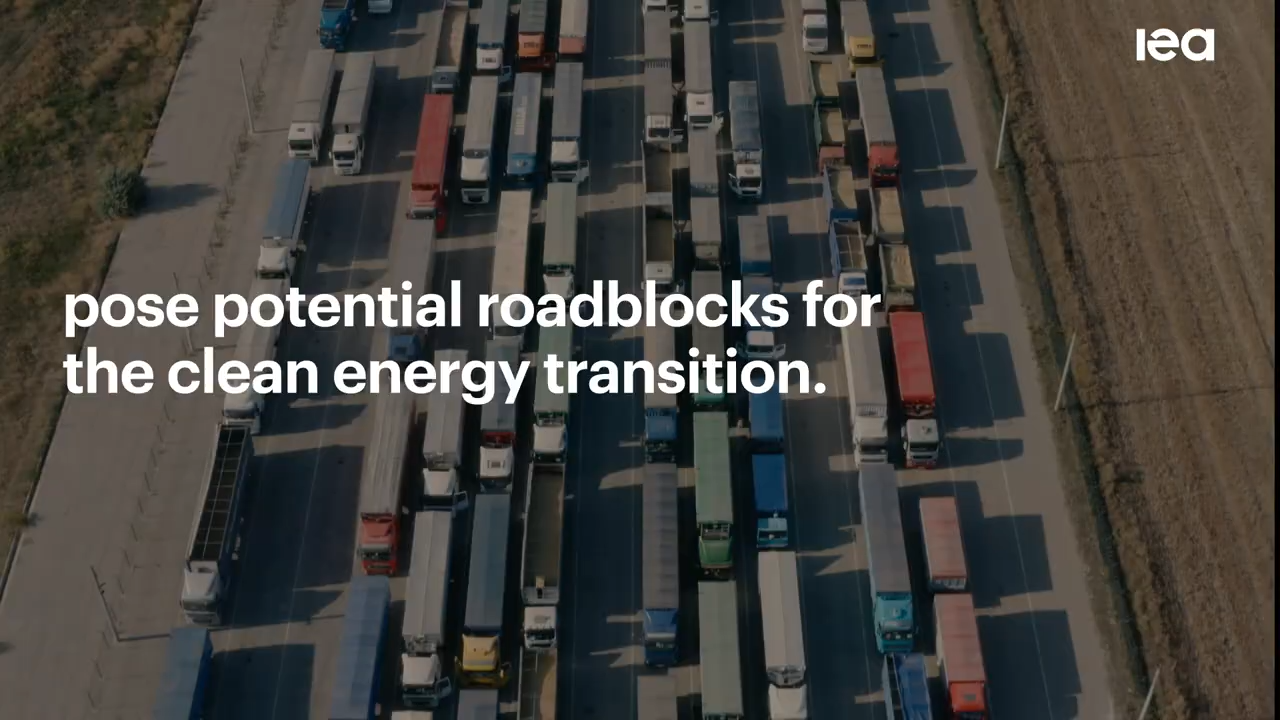 iea
pose potential roadblocks for
the clean energy transition.